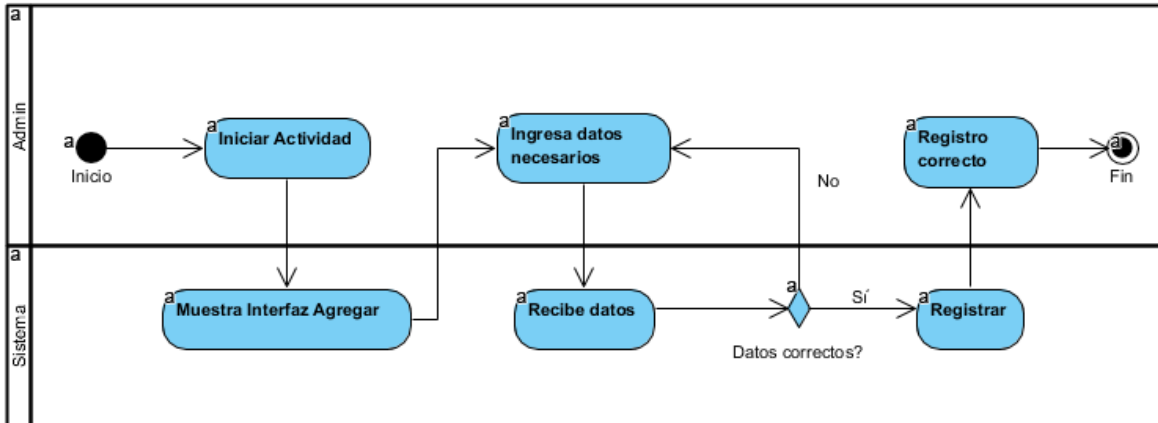 a
Admin
a
Inicio
a
Iniciar Actividad
a
Ingresa datos
necesarios
No
a
Registro
correcto
a
Fin
a
Sistema
a
Muestra Interfaz Agregar
a
Recibe datos
a
Datos correctos?
Sí
a
Registrar